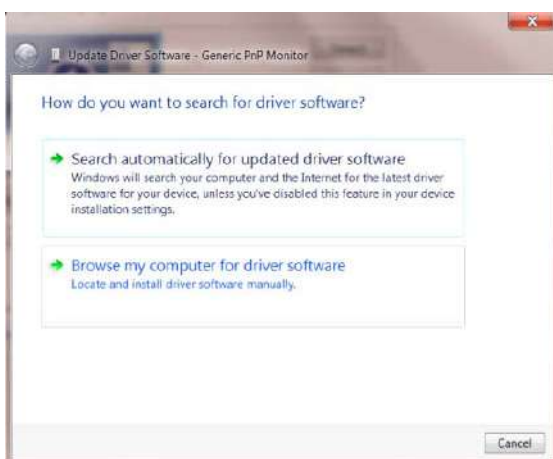 Update Driver Software - Generic PnP Monitor
How do you want to search for driver software?
Search automatically for updated driver software
Windows will search your computer and the Internet for the latest driver
software for your device, unless you've disabled this feature in your device
installation settings.
Browse my computer for driver software
Locate and install driver software manually.
Cancel